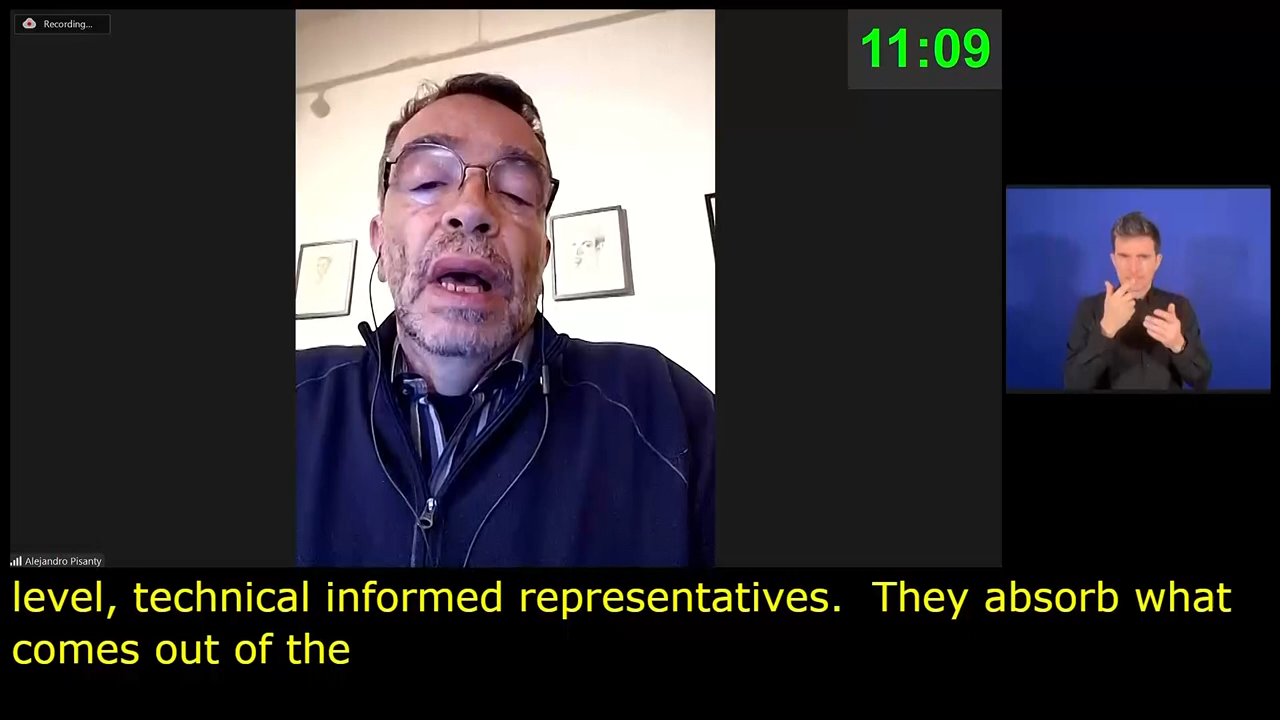 Recording...
11:09
Alejandro Pisanty
level, technical informed representatives.  They absorb what
comes out of the